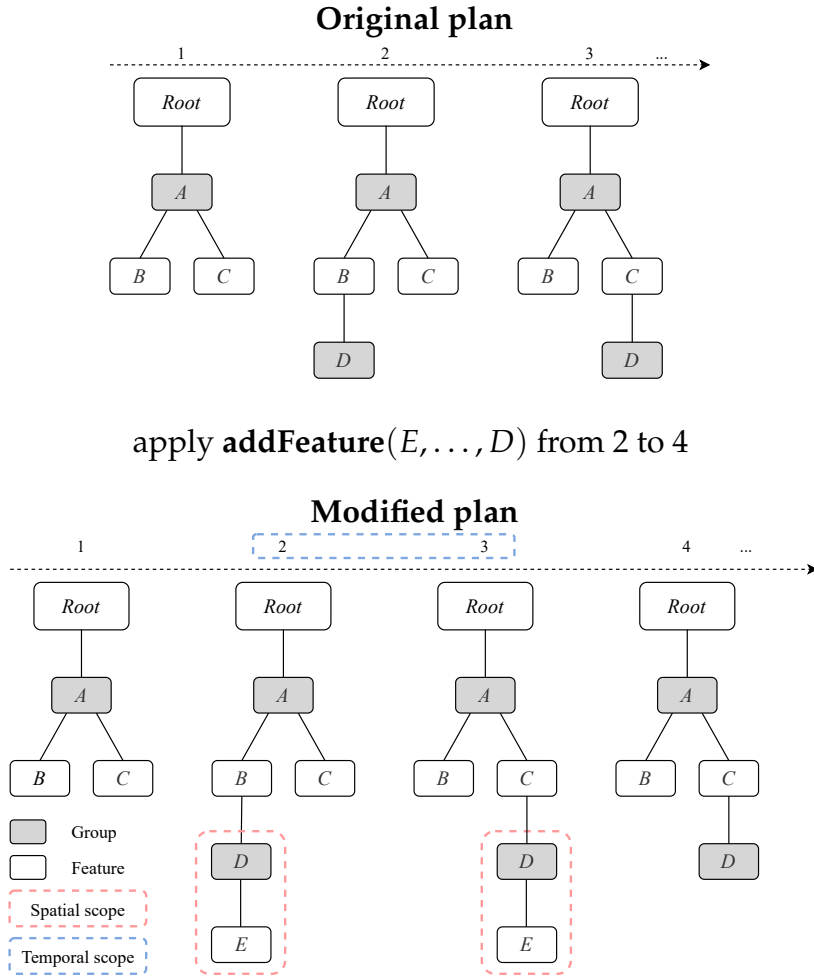 Original plan
1 2 3 ...
Root Root Root
A A A
B C B C B C
D D
apply addFeature(E, . . . , D) from 2 to 4
Modified plan
1 2 3 4 ...
Root Root Root Root
A A A A
B C B C B C B C
Group
D D D
Feature
Spatial scope
E E
Temporal scope